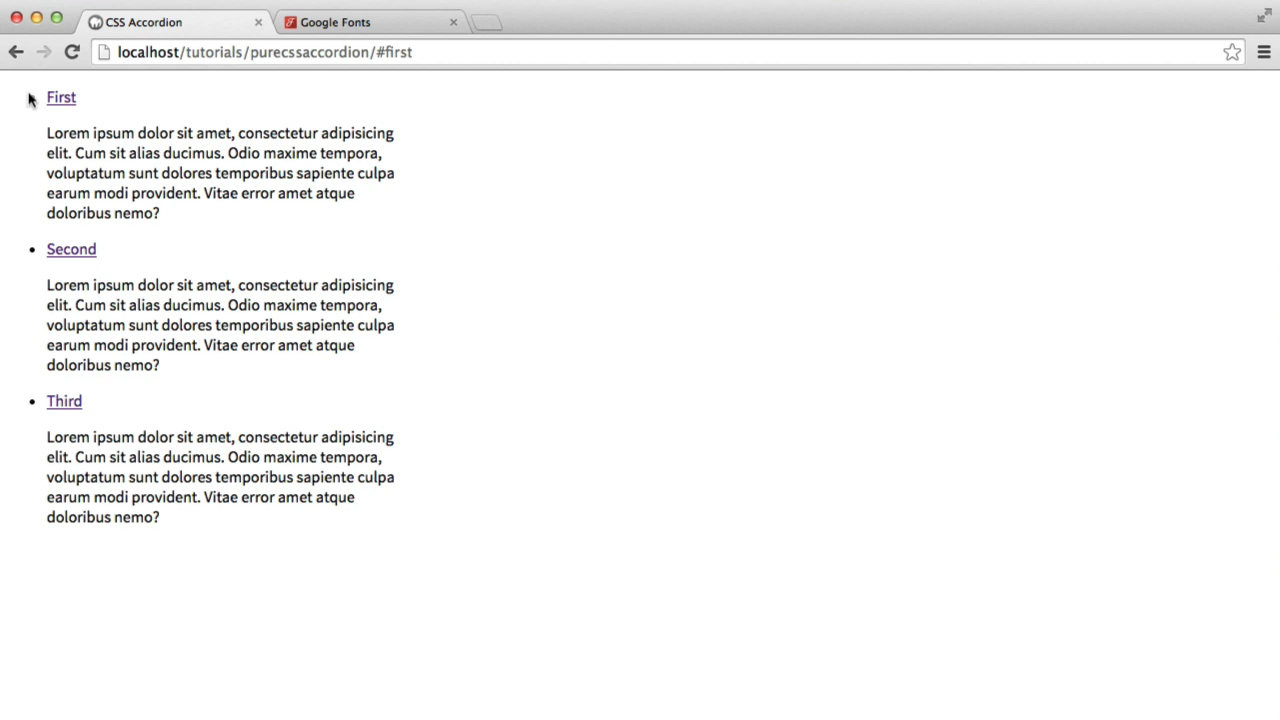 CSS Accordion
Google Fonts
localhost/tutorials/purecssaccordion/#first
First
Lorem ipsum dolor sit amet, consectetur adipisicing
elit. Cum sit alias ducimus. Odio maxime tempora,
voluptatum sunt dolores temporibus sapiente culpa
earum modi provident. Vitae error amet atque
doloribus nemo?
Second
Lorem ipsum dolor sit amet, consectetur adipisicing
elit. Cum sit alias ducimus. Odio maxime tempora,
voluptatum sunt dolores temporibus sapiente culpa
earum modi provident. Vitae error amet atque
doloribus nemo?
Third
Lorem ipsum dolor sit amet, consectetur adipisicing
elit. Cum sit alias ducimus. Odio maxime tempora,
voluptatum sunt dolores temporibus sapiente culpa
earum modi provident. Vitae error amet atque
doloribus nemo?